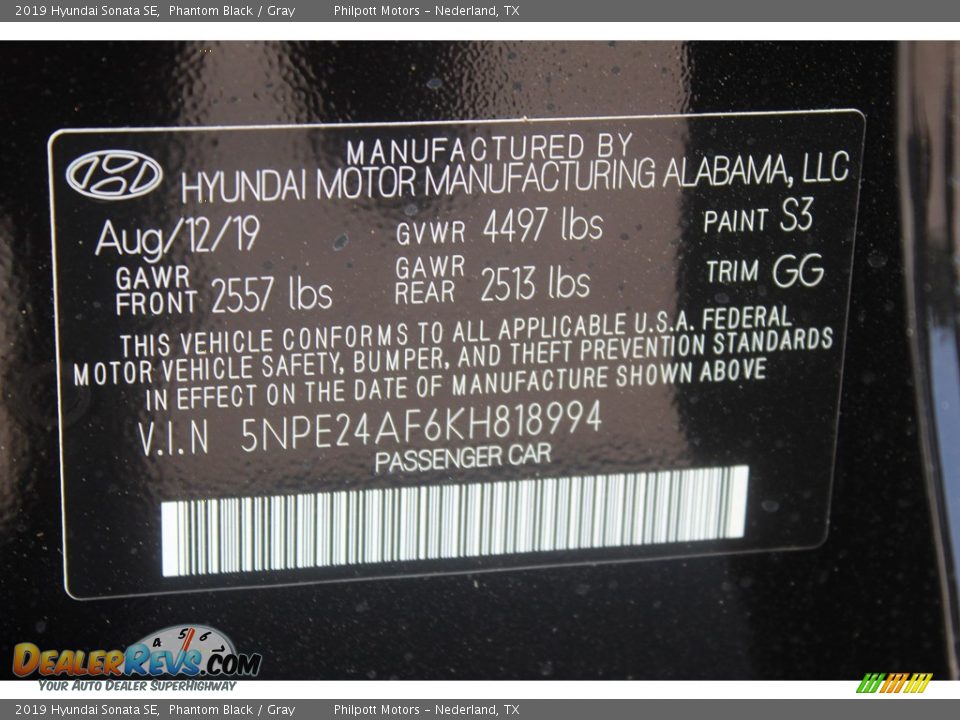 2019 Hyundai Sonata SE, Phantom Black / Gray Philpott Motors - Nederland, TX
MANUFACTURED BY
HYUNDAI MOTOR MANUFACTURING ALABAMA, LLC
Aug/12/19 GVWR 4497 lbs PAINT S3
GAWR FRONT 2557 lbs GAWR REAR 2513 lbs TRIM GG
THIS VEHICLE CONFORMS TO ALL APPLICABLE U.S.A. FEDERAL
MOTOR VEHICLE SAFETY, BUMPER, AND THEFT PREVENTION STANDARDS
IN EFFECT ON THE DATE OF MANUFACTURE SHOWN ABOVE
V.I.N 5NPE24AF6KH818994
PASSENGER CAR
4 5 6
DEALERREVS.COM
YOUR AUTO DEALER SUPERHIGHWAY
2019 Hyundai Sonata SE, Phantom Black / Gray Philpott Motors - Nederland, TX